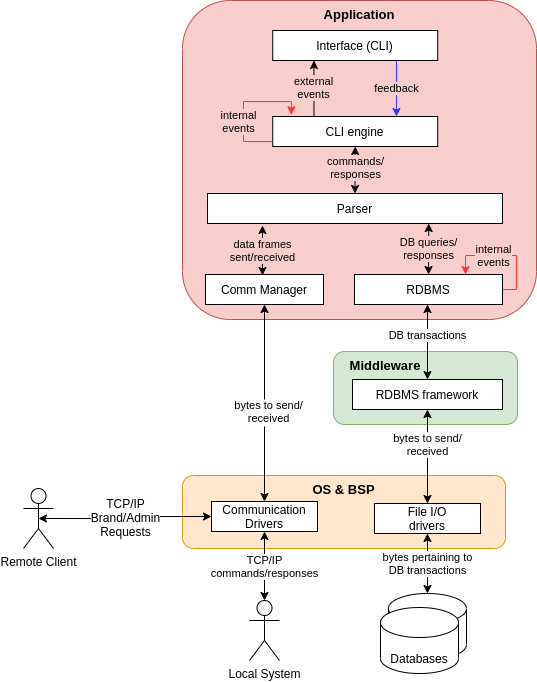 Application
Interface (CLI)
external
events
feedback
internal
events
CLI engine
commands/
responses
Parser
data frames
sent/received
DB queries/
responses
internal
events
Comm Manager
RDBMS
DB transactions
Middleware
RDBMS framework
bytes to send/
received
bytes to send/
received
OS & BSP
TCP/IP
Brand/Admin
Requests
Communication
Drivers
File I/O
drivers
Remote Client
TCP/IP
commands/responses
bytes pertaining to
DB transactions
Local System
Databases